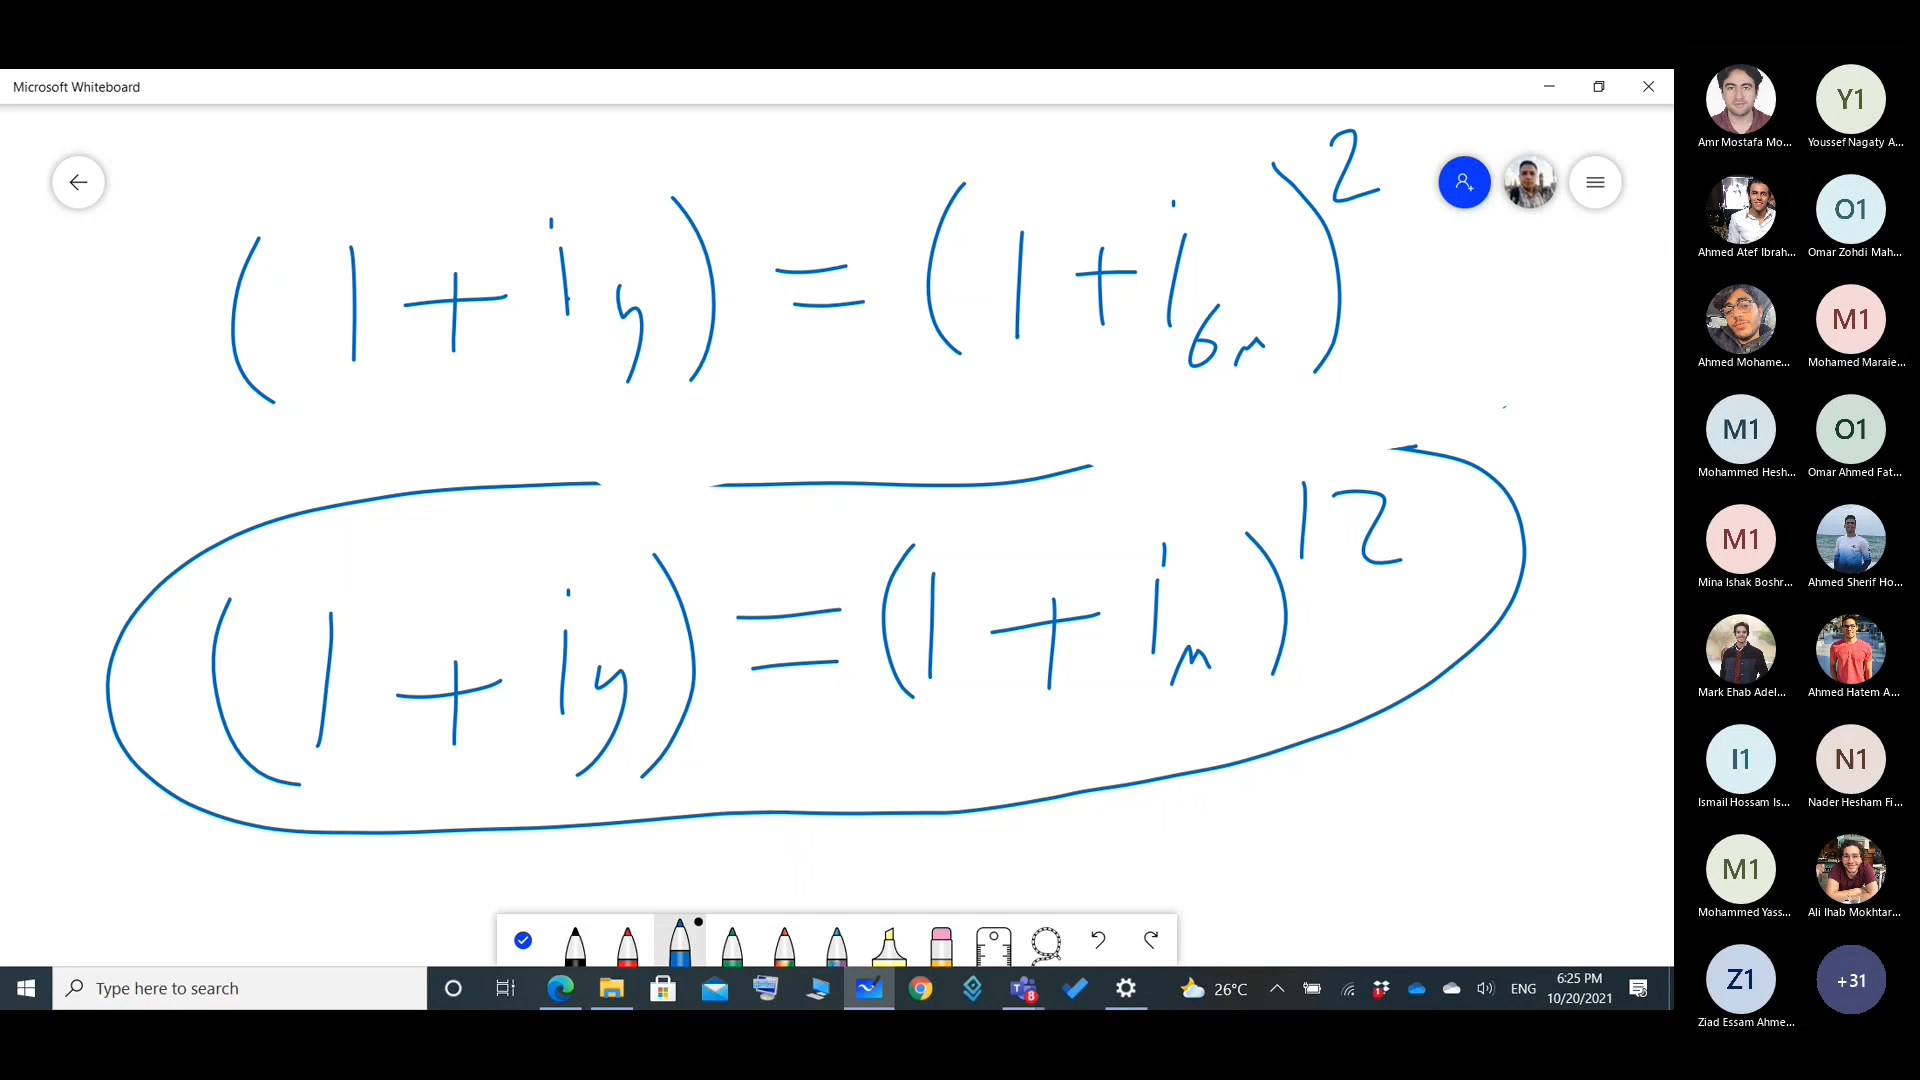 Microsoft Whiteboard
(1 + i_y) = (1 + i_6m)^2
(1 + i_y) = (1 + i_m)^12
Y1
Amr Mostafa Mo...
Youssef Nagaty A...
O1
Ahmed Atef Ibrah...
Omar Zohdi Mah...
M1
Ahmed Mohame...
Mohamed Maraie...
M1
O1
Mohammed Hesh...
Omar Ahmed Fat...
M1
Mina Ishak Boshr...
Ahmed Sherif Ho...
Mark Ehab Adel...
Ahmed Hatem A...
I1
N1
Ismail Hossam Is...
Nader Hesham Fi...
M1
Mohammed Yass...
Ali Ihab Mokhtar...
Z1
+31
Ziad Essam Ahme...
Type here to search
8
26°C
1
ENG
6:25 PM
10/20/2021